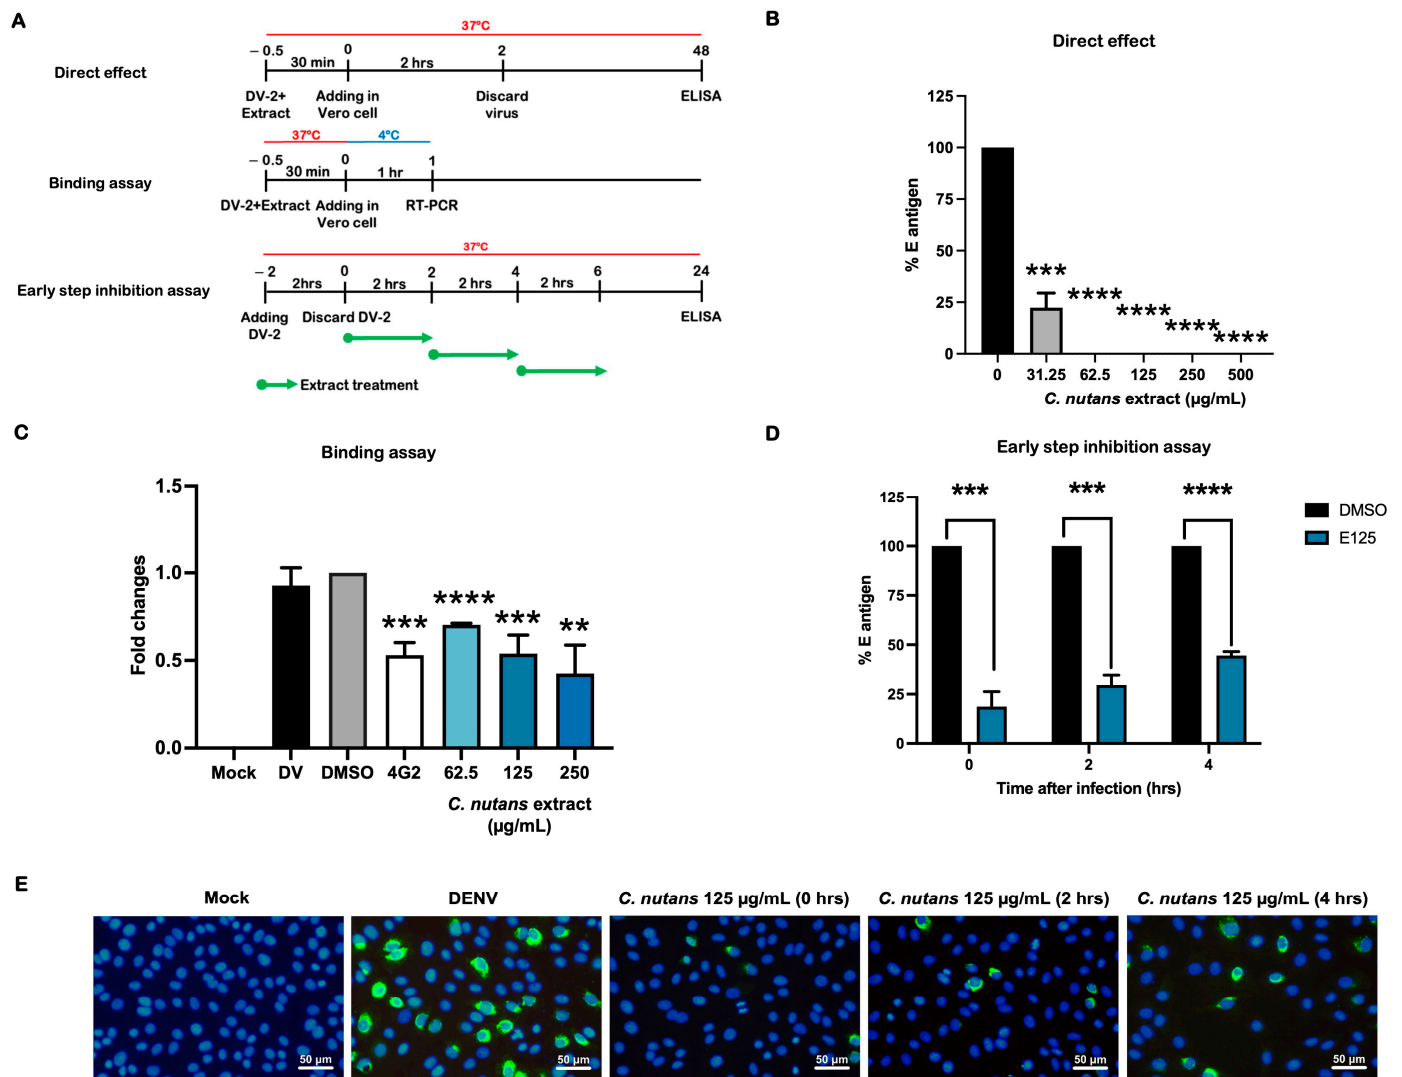 A
37°C
Direct effect
– 0.5 0 2 48
30 min 2 hrs
DV-2+ Extract
Adding in Vero cell
Discard virus
ELISA
37°C 4°C
Binding assay
– 0.5 0 1
30 min 1 hr
DV-2+Extract
Adding in Vero cell
RT-PCR
37°C
Early step inhibition assay
– 2 0 2 4 6 24
2hrs 2 hrs 2 hrs 2 hrs
Adding DV-2
Discard DV-2
ELISA
Extract treatment
B
Direct effect
% E antigen
125
100
75
50
25
0
***
****
****
****
****
0 31.25 62.5 125 250 500
C. nutans extract (µg/mL)
C
Binding assay
Fold changes
1.5
1.0
0.5
0.0
***
****
***
**
Mock DV DMSO 4G2 62.5 125 250
C. nutans extract
(µg/mL)
D
Early step inhibition assay
% E antigen
125
100
75
50
25
0
*** *** ****
0 2 4
Time after infection (hrs)
DMSO
E125
E
Mock
DENV
C. nutans 125 µg/mL (0 hrs)
C. nutans 125 µg/mL (2 hrs)
C. nutans 125 µg/mL (4 hrs)
50 µm
50 µm
50 µm
50 µm
50 µm